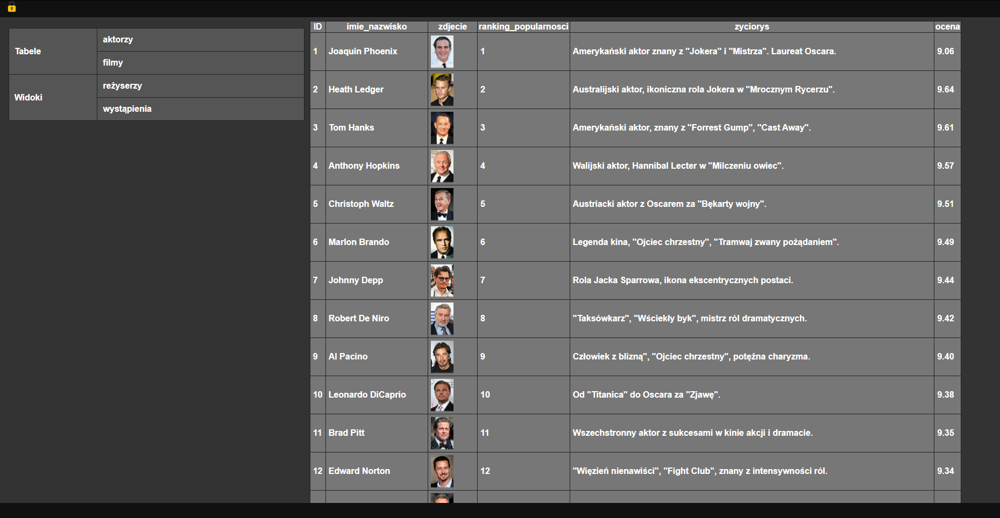 Tabele
aktorzy
filmy
Widoki
reżyserzy
wystąpienia
ID imie_nazwisko zdjecie ranking_popularnosci zyciorys ocena
1 Joaquin Phoenix 1 Amerykański aktor znany z "Jokera" i "Mistrza". Laureat Oscara. 9.06
2 Heath Ledger 2 Australijski aktor, ikoniczna rola Jokera w "Mrocznym Rycerzu". 9.64
3 Tom Hanks 3 Amerykański aktor, znany z "Forrest Gump", "Cast Away". 9.61
4 Anthony Hopkins 4 Walijski aktor, Hannibal Lecter w "Milczeniu owiec". 9.57
5 Christoph Waltz 5 Austriacki aktor z Oscarem za "Bękarty wojny". 9.51
6 Marlon Brando 6 Legenda kina, "Ojciec chrzestny", "Tramwaj zwany pożądaniem". 9.49
7 Johnny Depp 7 Rola Jacka Sparrowa, ikona ekscentrycznych postaci. 9.44
8 Robert De Niro 8 "Taksówkarz", "Wściekły byk", mistrz ról dramatycznych. 9.42
9 Al Pacino 9 Człowiek z blizną", "Ojciec chrzestny", potężna charyzma. 9.40
10 Leonardo DiCaprio 10 Od "Titanica" do Oscara za "Zjawę". 9.38
11 Brad Pitt 11 Wszechstronny aktor z sukcesami w kinie akcji i dramacie. 9.35
12 Edward Norton 12 "Więzień nienawiści", "Fight Club", znany z intensywności ról. 9.34